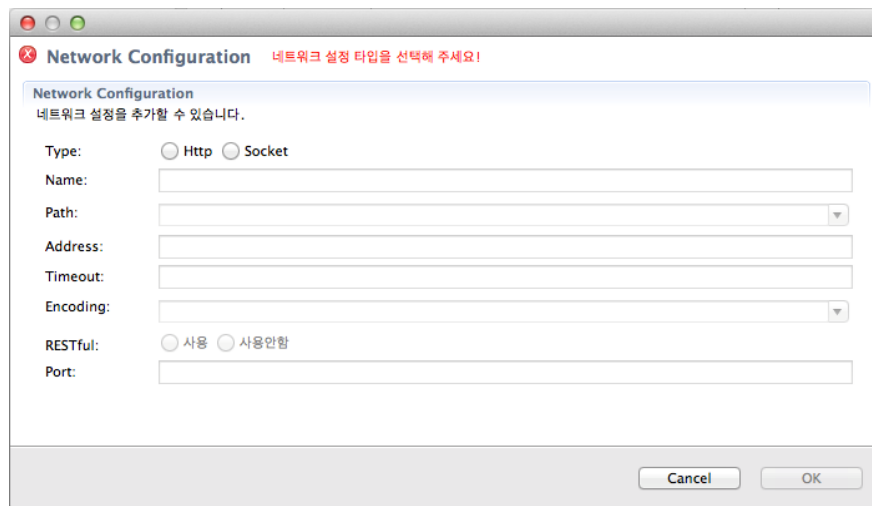 Network Configuration 네트워크 설정 타입을 선택해 주세요!
Network Configuration
네트워크 설정을 추가할 수 있습니다.
Type: Http Socket
Name:
Path:
Address:
Timeout:
Encoding:
RESTful: 사용 사용안함
Port:
Cancel OK